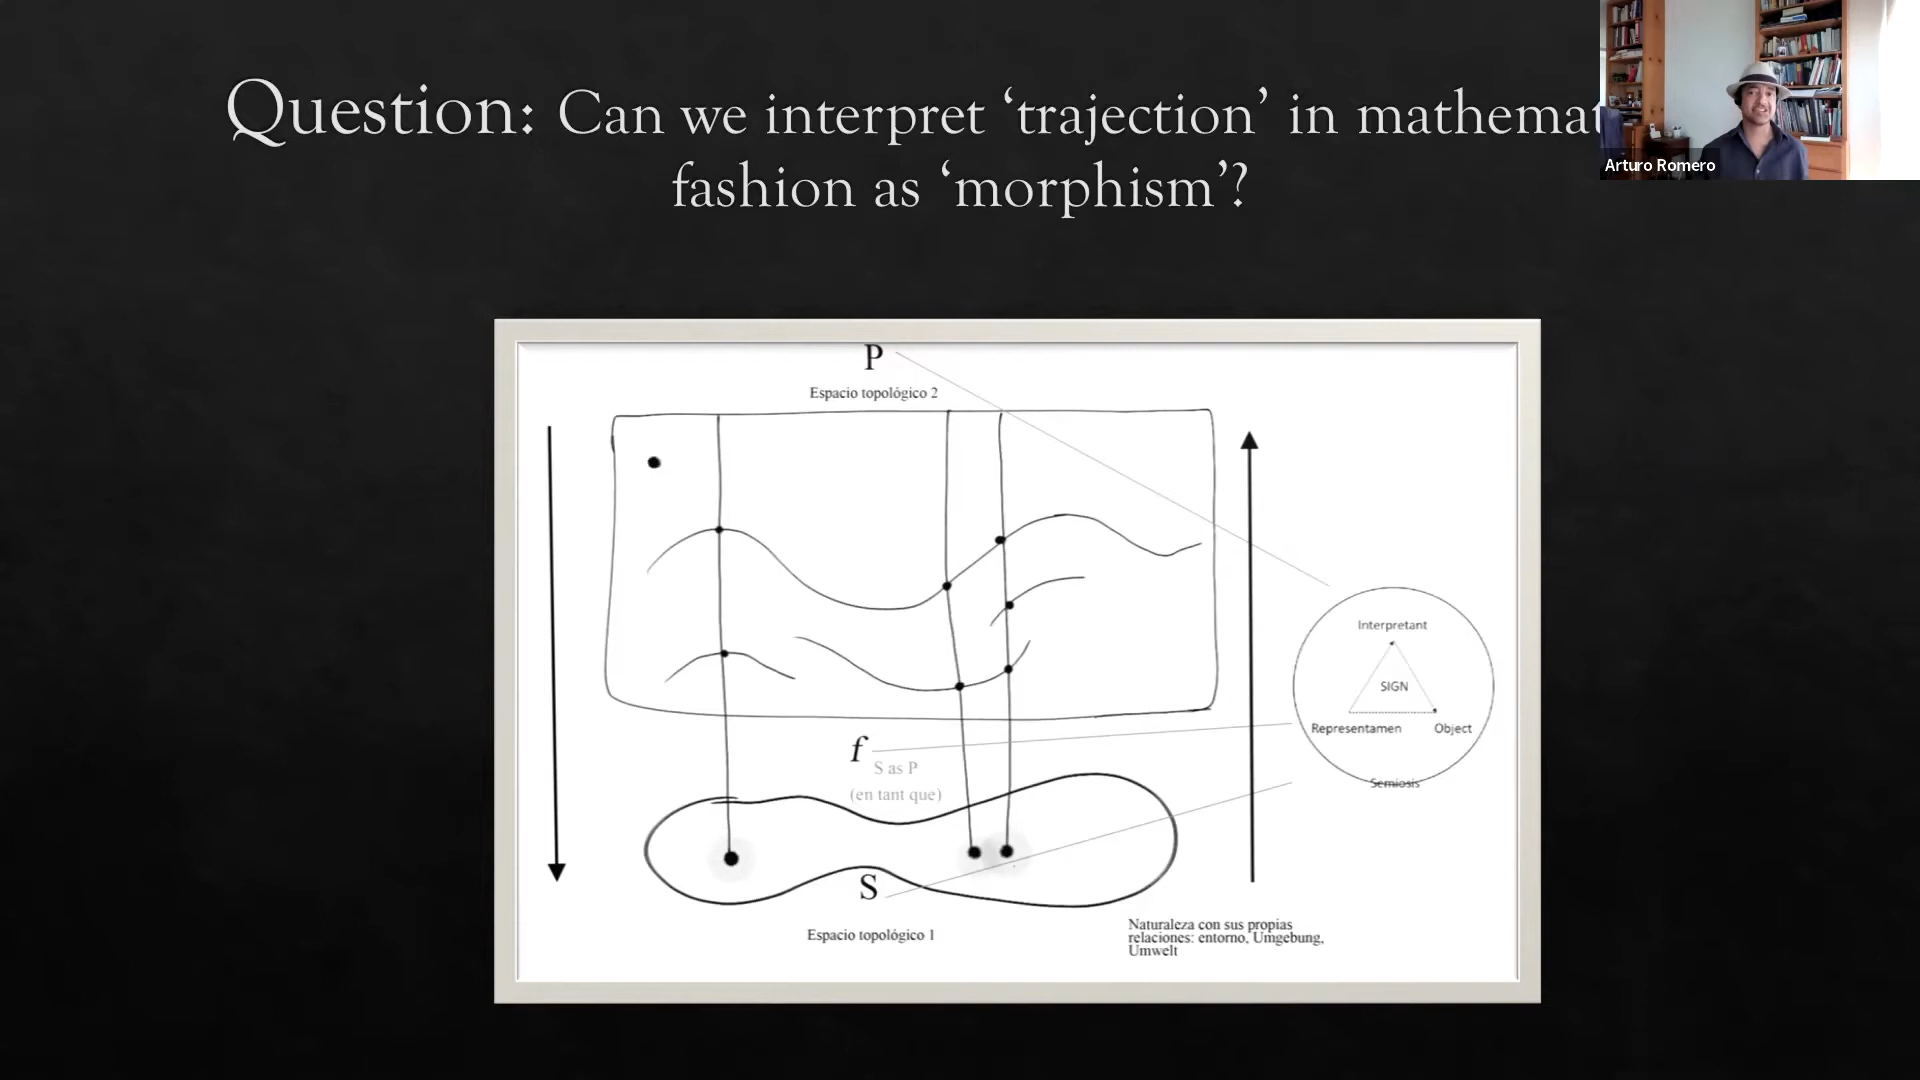 Question: Can we interpret ‘trajection’ in mathemat
fashion as ‘morphism’?
Arturo Romero
P
Espacio topológico 2
Interpretant
SIGN
Representamen Object
Semiosis
f
S as P
(en tant que)
S
Espacio topológico 1
Naturaleza con sus propias
relaciones: entorno, Umgebung,
Umwelt